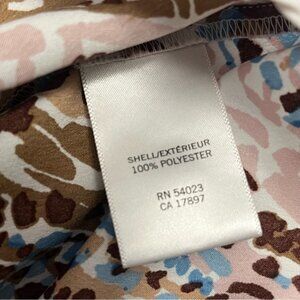 SHELL/EXTÉRIEUR
100% POLYESTER
RN 54023
CA 17897